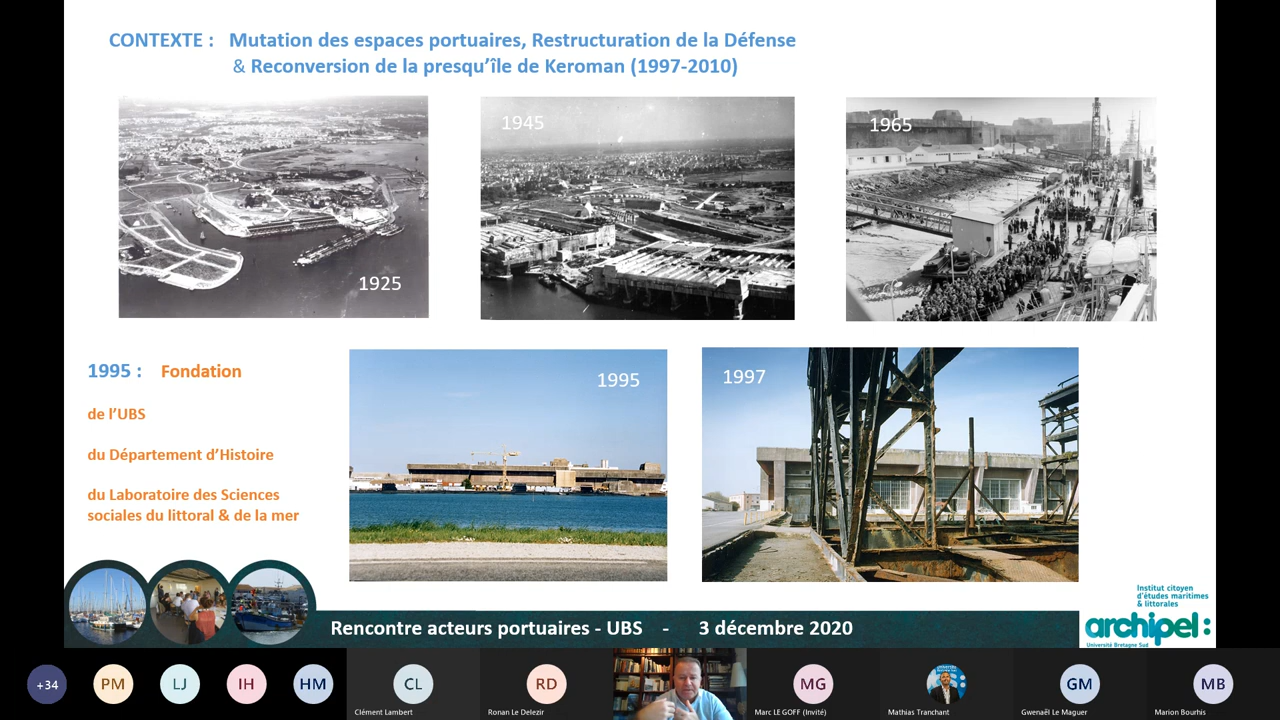 CONTEXTE : Mutation des espaces portuaires, Restructuration de la Défense
& Reconversion de la presqu’île de Keroman (1997-2010)
1925
1945
1965
1995 : Fondation
de l’UBS
du Département d’Histoire
du Laboratoire des Sciences
sociales du littoral & de la mer
1995
1997
Rencontre acteurs portuaires - UBS - 3 décembre 2020
Institut citoyen
d'études maritimes
& littorales
archipel:
Université Bretagne Sud
+34
PM
LJ
IH
HM
CL
Clément Lambert
RD
Ronan Le Delezir
MG
Marc LE GOFF (Invité)
Mathias Tranchant
GM
Gwenaël Le Maguer
MB
Marion Bourhis